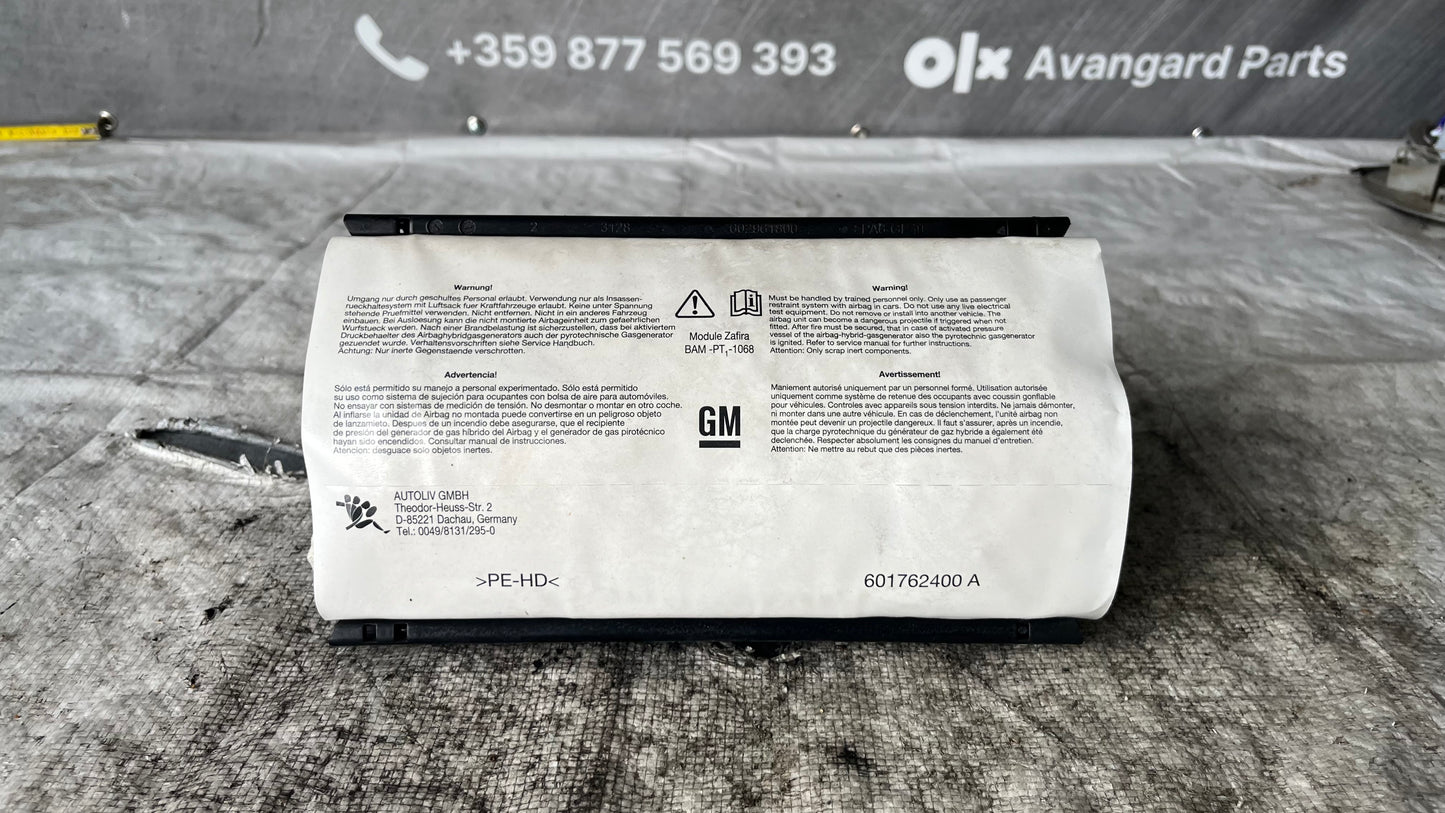 +359 877 569 393
olx Avangard Parts
2 3128 602861800
Warnung!
Umgang nur durch geschultes Personal erlaubt. Verwendung nur als Insassen-
rueckhaltesystem mit Luftsack fuer Kraftfahrzeuge erlaubt. Keine unter Spannung
stehende Pruefmittel verwenden. Nicht entfernen. Nicht in ein anderes Fahrzeug
einbauen. Bei Ausloesung kann die nicht montierte Airbageinheit zum gefaehrlichen
Wurfstueck werden. Nach einer Brandbelastung ist sicherzustellen, dass bei aktiviertem
Druckbehaelter des Airbaghybridgasgenerators auch der pyrotechnische Gasgenerator
gezuendet wurde. Verhaltensvorschriften siehe Service Handbuch.
Achtung: Nur inerte Gegenstaende verschrotten.
Module Zafira
BAM -PT1-1068
Warning!
Must be handled by trained personnel only. Only use as passenger
restraint system with airbag in cars. Do not use any live electrical
test equipment. Do not remove or install into another vehicle. The
airbag unit can become a dangerous projectile if triggered when not
fitted. After fire must be secured, that in case of activated pressure
vessel of the airbag-hybrid-gasgenerator also the pyrotechnic gasgenerator
is ignited. Refer to service manual for further instructions.
Attention: Only scrap inert components.
Advertencia!
Sólo está permitido su manejo a personal experimentado. Sólo está permitido
su uso como sistema de sujeción para ocupantes con bolsa de aire para automóviles.
No ensayar con sistemas de medición de tensión. No desmontar o montar en otro coche.
Al inflarse la unidad de Airbag no montada puede convertirse en un peligroso objeto
de lanzamieto. Despues de un incendio debe asegurarse, que el recipiente
de presión del generador de gas híbrido del Airbag y el generador de gas pirotécnico
hayan sido encendidos. Consultar manual de instrucciones.
Atencion: desguace solo objetos inertes.
GM
Avertissement!
Maniement autorisé uniquement par un personnel formé. Utilisation autorisée
uniquement comme système de retenue des occupants avec coussin gonflable
pour véhicules. Controles avec appareils sous tension interdits. Ne jamais démonter,
ni monter dans une autre véhicule. En cas de déclenchement, l'unité airbag non
montée peut devenir un projectile dangereux. Il faut s'assurer, après un incendie,
que la charge pyrotechnique du générateur de gaz hybride a également été
declenchée. Respecter absolument les consignes du manuel d'entretien.
Attention: Ne mettre au rebut que des pièces inertes.
AUTOLIV GMBH
Theodor-Heuss-Str. 2
D-85221 Dachau, Germany
Tel.: 0049/8131/295-0
>PE-HD<
601762400 A